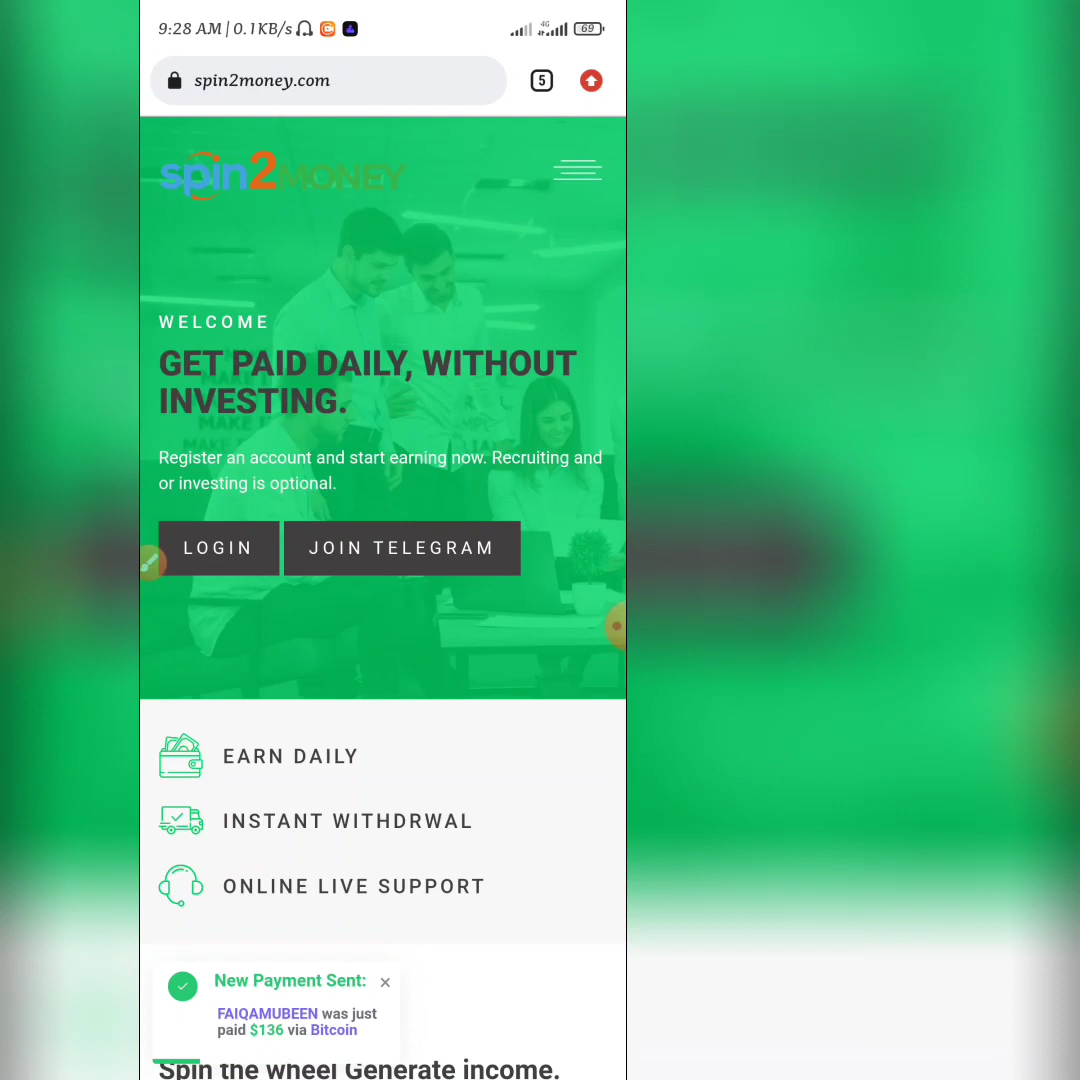 9:28 AM | 0.1KB/s
4G
69
spin2money.com
5
spin2MONEY
WELCOME
GET PAID DAILY, WITHOUT
INVESTING.
Register an account and start earning now. Recruiting and
or investing is optional.
LOGIN
JOIN TELEGRAM
EARN DAILY
INSTANT WITHDRWAL
ONLINE LIVE SUPPORT
New Payment Sent:
FAIQAMUBEEN was just
paid $136 via Bitcoin
Spin the wheel Generate income.